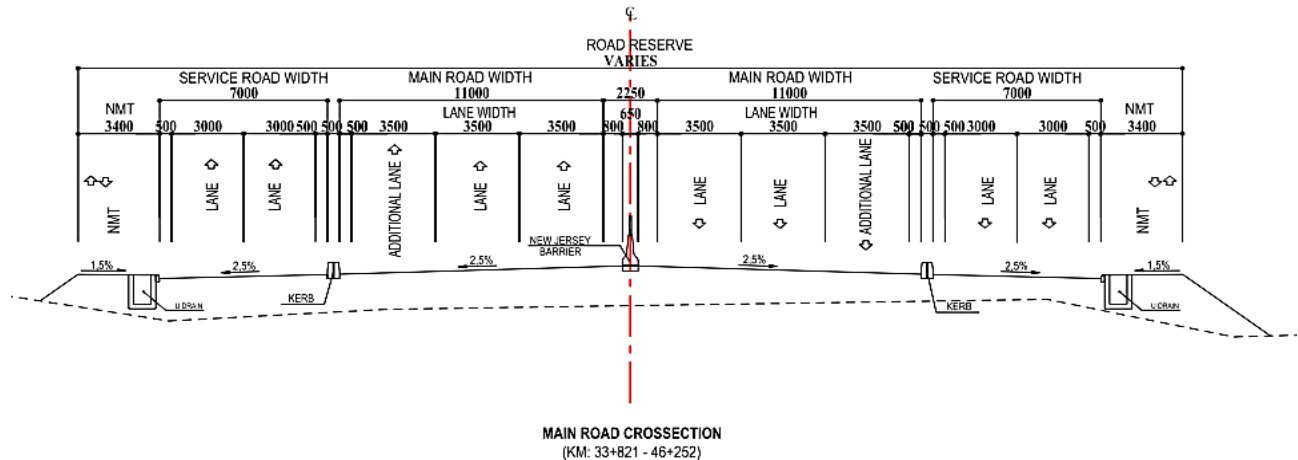 ℄
ROAD RESERVE
VARIES
SERVICE ROAD WIDTH MAIN ROAD WIDTH MAIN ROAD WIDTH SERVICE ROAD WIDTH
7000 11000 2250 11000 7000
NMT LANE WIDTH 650 LANE WIDTH NMT
3400 500 3000 3000 500 500 500 3500 3500 3500 800 800 3500 3500 3500 500 500 500 3000 3000 500 3400
NMT LANE LANE ADDITIONAL LANE LANE LANE LANE LANE ADDITIONAL LANE LANE LANE NMT
NEW JERSEY
BARRIER
1,5% 2,5% 2,5% 2,5% 2,5% 1,5%
U DRAIN KERB KERB U DRAIN
MAIN ROAD CROSSECTION
(KM: 33+821 - 46+252)